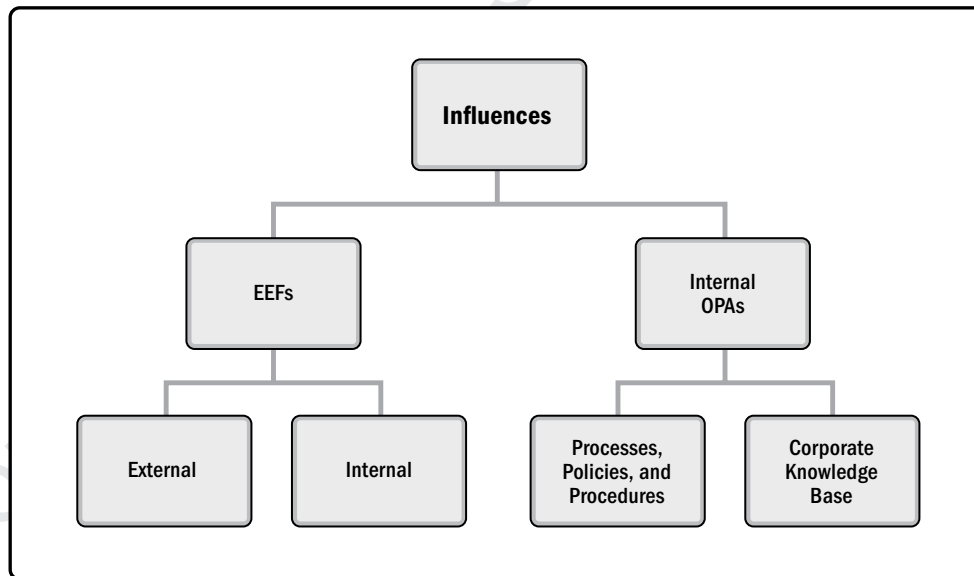 Influences
EEFs
Internal
OPAs
External
Internal
Processes,
Policies, and
Procedures
Corporate
Knowledge
Base